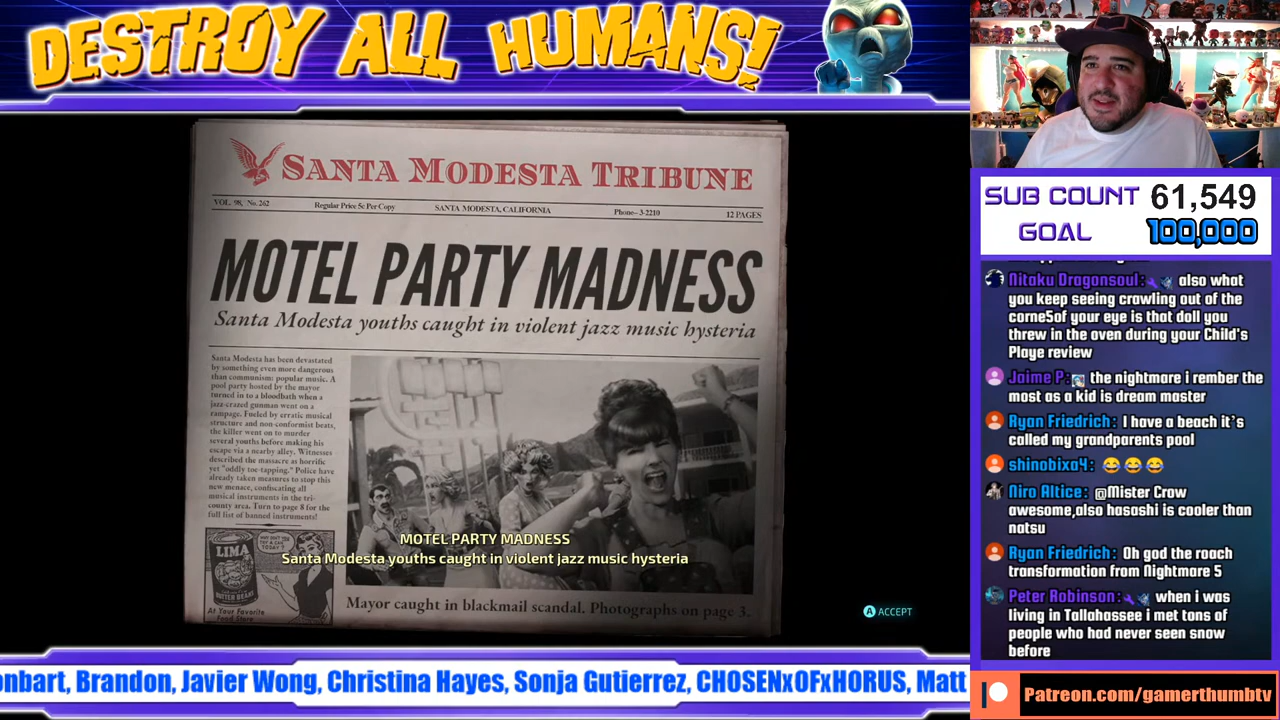 DESTROY ALL HUMANS!
SANTA MODESTA TRIBUNE
VOL. 98, No. 262 Regular Price 5c Per Copy SANTA MODESTA, CALIFORNIA Phone—3-2210 12 PAGES
MOTEL PARTY MADNESS
Santa Modesta youths caught in violent jazz music hysteria
Santa Modesta has been devastated
by something even more dangerous
than communism: popular music. A
pool party hosted by the mayor
turned in to a bloodbath when a
jazz-crazed gunman went on a
rampage. Fueled by erratic musical
structure and non-conformist beats,
the killer went on to murder
several youths before making his
escape via a nearby alley. Witnesses
described the massacre as horrific
yet "oddly toe-tapping." Police have
already taken measures to stop this
new menace, confiscating all
musical instruments in the tri-
county area. Turn to page 8 for the
full list of banned instruments!
LIMA
BUTTER BEANS
At Your Favorite
Food Store
MOTEL PARTY MADNESS
Santa Modesta youths caught in violent jazz music hysteria
Mayor caught in blackmail scandal. Photographs on page 3.
A ACCEPT
onbart, Brandon, Javier Wong, Christina Hayes, Sonja Gutierrez, CHOSENxOFxHORUS, Matt
SUB COUNT 61,549
GOAL 100,000
Nitoku Dragonsoul: also what
you keep seeing crawling out of the
corne5of your eye is that doll you
threw in the oven during your Child's
Playe review
Jaime P: the nightmare i rember the
most as a kid is dream master
Ryan Friedrich: I have a beach it's
called my grandparents pool
shinobixa4: 😂 😂 😂
Niro Altice: @Mister Crow
awesome,also hasashi is cooler than
natsu
Ryan Friedrich: Oh god the roach
transformation from Nightmare 5
Peter Robinson: when i was
living in Tallahassee i met tons of
people who had never seen snow
before
Patreon.com/gamerthumbtv